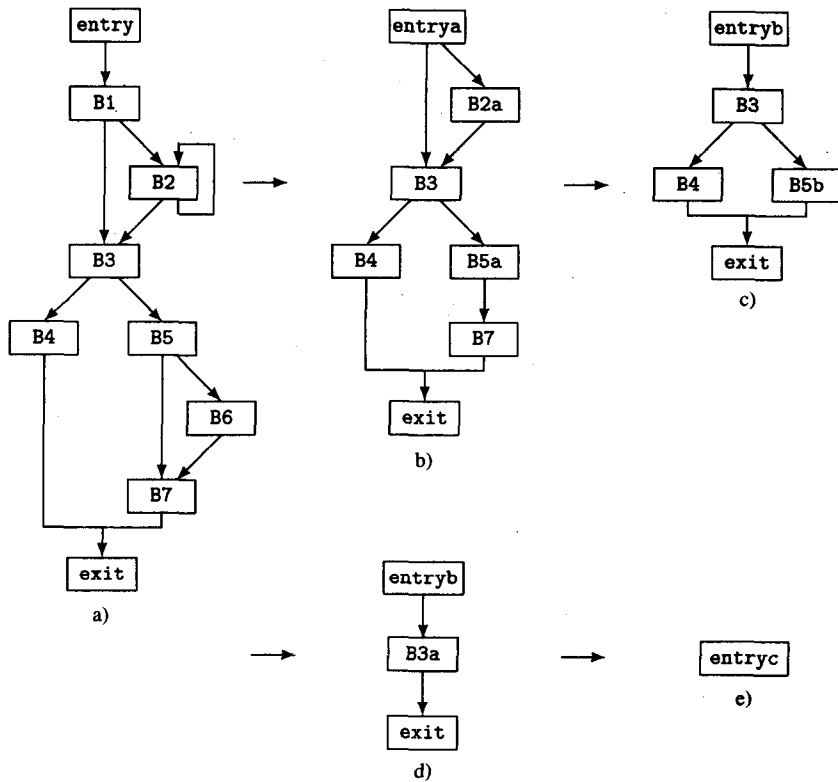 entry
B1
B2
B3
B4
B5
B6
B7
exit
a)
entrya
B2a
B3
B4
B5a
B7
exit
b)
entryb
B3
B4
B5b
exit
c)
entryb
B3a
exit
d)
entryc
e)